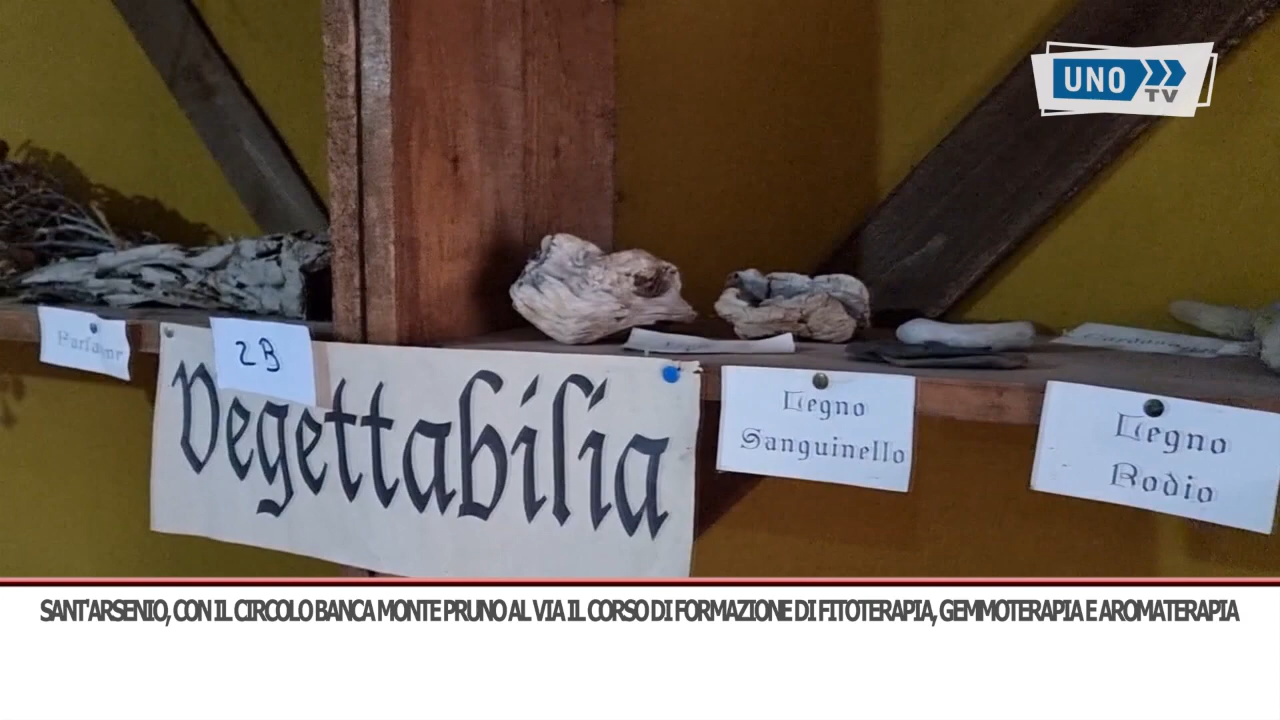 UNO
TV
2B
Vegettabilia
Legno
Sanguinello
Legno
Rodio
SANT'ARSENIO, CON IL CIRCOLO BANCA MONTE PRUNO AL VIA IL CORSO DI FORMAZIONE DI FITOTERAPIA, GEMMOTERAPIA E AROMATERAPIA